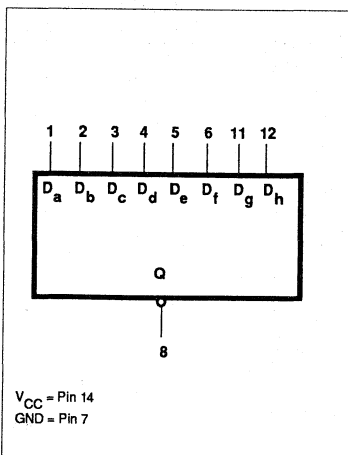 1 2 3 4 5 6 11 12
Da Db Dc Dd De Df Dg Dh
Q
8
VCC = Pin 14
GND = Pin 7